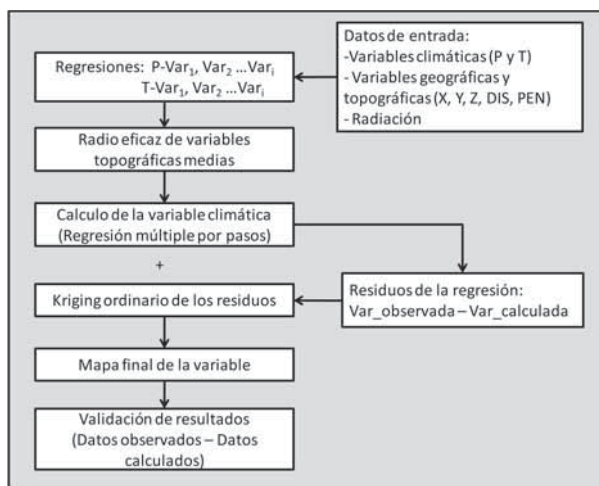 Datos de entrada:
-Variables climáticas (P y T)
- Variables geográficas y
topográficas (X, Y, Z, DIS, PEN)
- Radiación
Regresiones: P-Var₁, Var₂ ...Varᵢ
T-Var₁, Var₂ ...Varᵢ
Radio eficaz de variables
topográficas medias
Calculo de la variable climática
(Regresión múltiple por pasos)
+
Residuos de la regresión:
Var_observada – Var_calculada
Kriging ordinario de los residuos
Mapa final de la variable
Validación de resultados
(Datos observados – Datos
calculados)